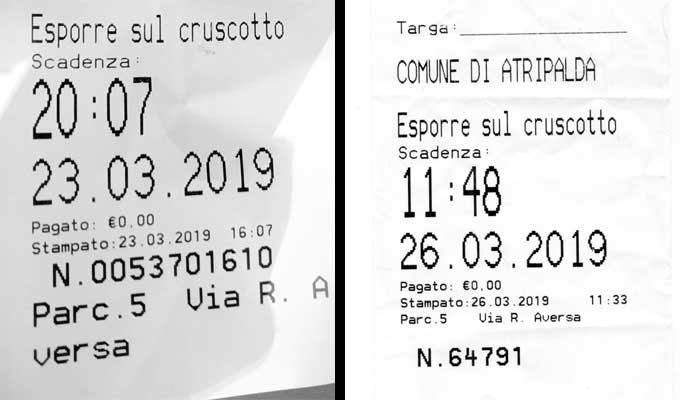 Esporre sul cruscotto
Scadenza:
20:07
23.03.2019
Pagato: €0,00
Stampato:23.03.2019 16:07
N.0053701610
Parc.5 Via R. A
versa
Targa:
COMUNE DI ATRIPALDA
Esporre sul cruscotto
Scadenza:
11:48
26.03.2019
Pagato: €0,00
Stampato:26.03.2019 11:33
Parc.5 Via R. Aversa
N.64791